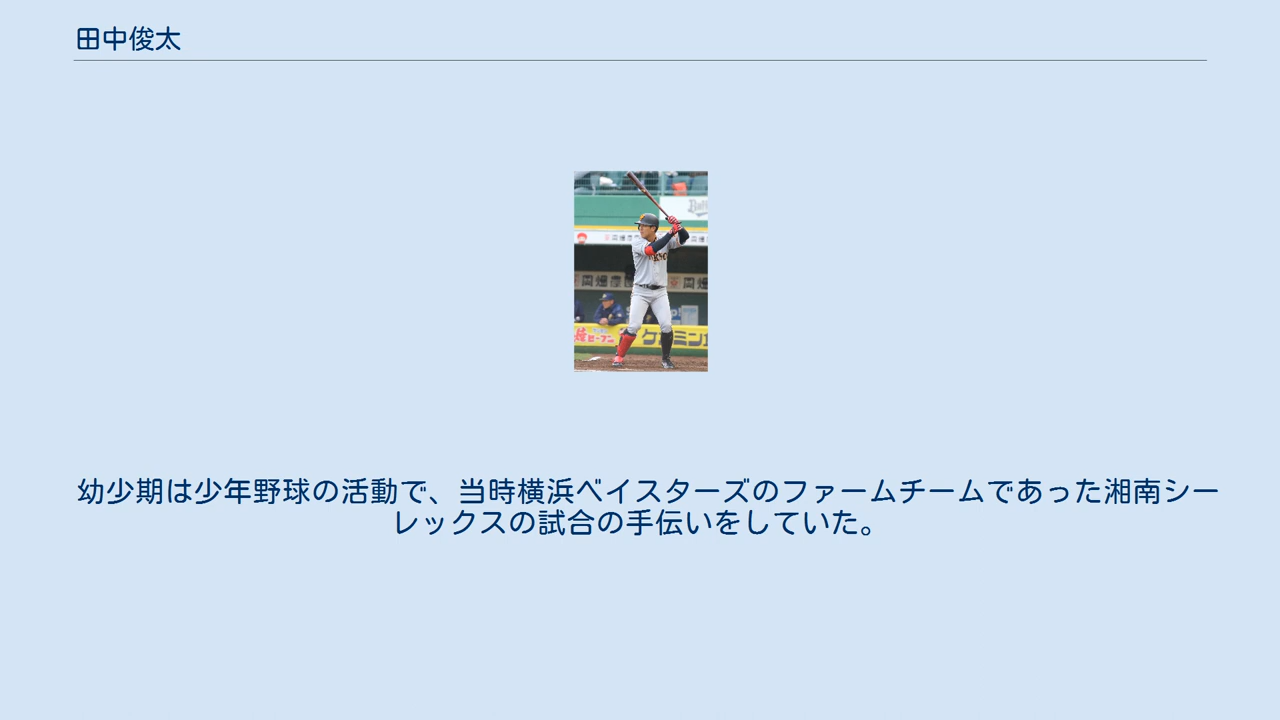 田中俊太
幼少期は少年野球の活動で、当時横浜ベイスターズのファームチームであった湘南シー
レックスの試合の手伝いをしていた。